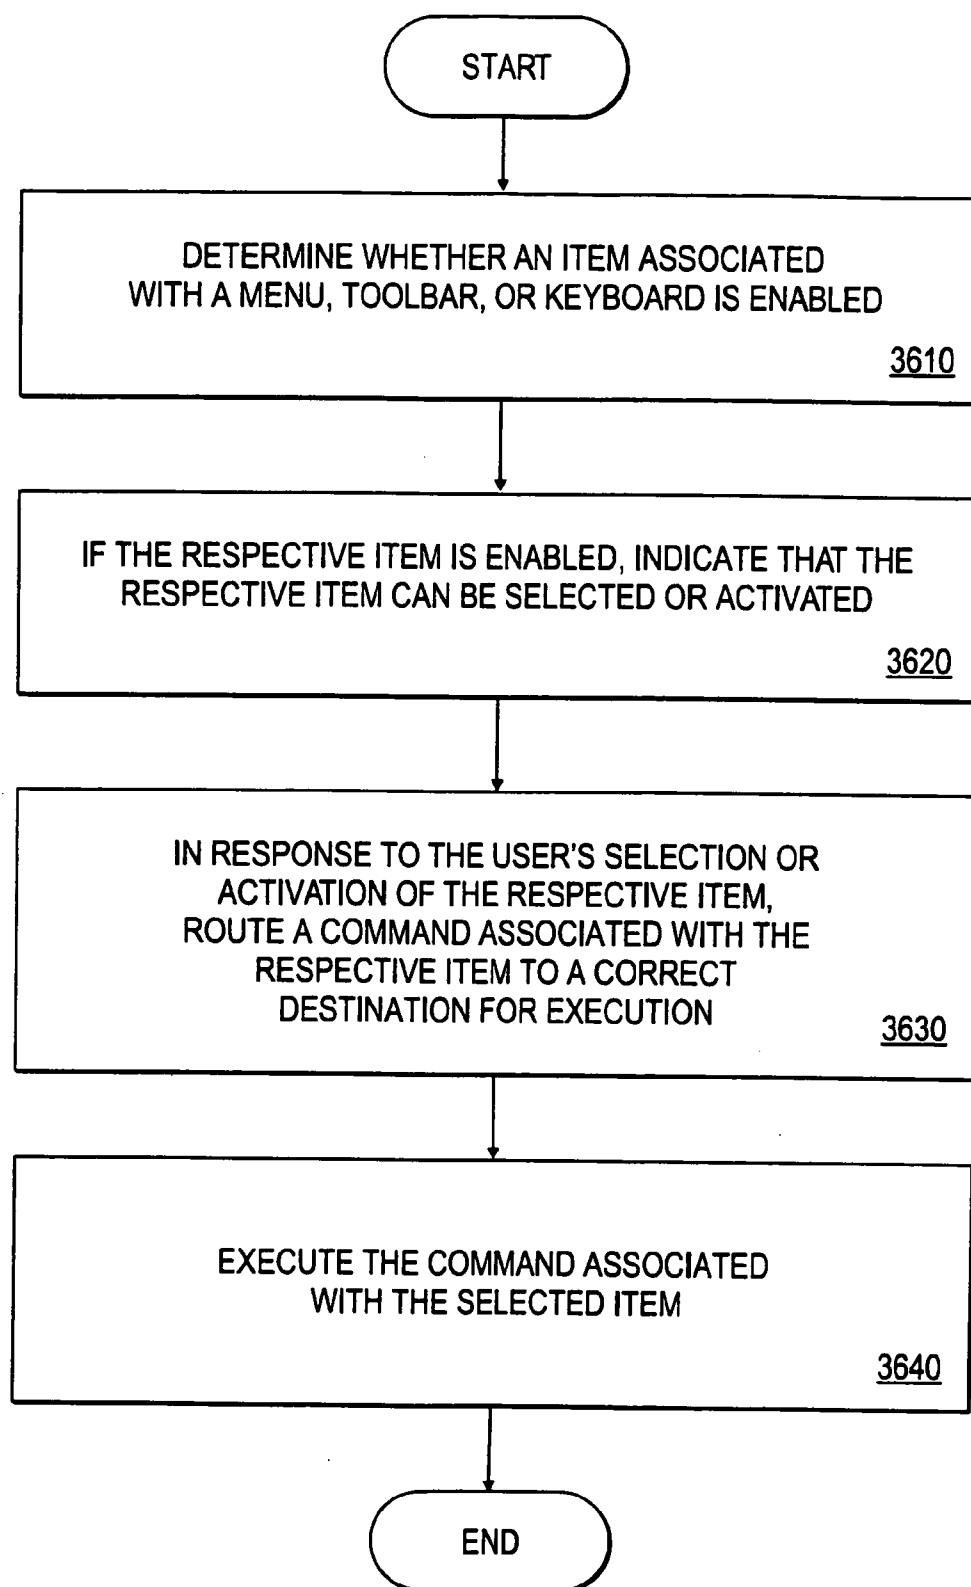 START
DETERMINE WHETHER AN ITEM ASSOCIATED
WITH A MENU, TOOLBAR, OR KEYBOARD IS ENABLED
3610
IF THE RESPECTIVE ITEM IS ENABLED, INDICATE THAT THE
RESPECTIVE ITEM CAN BE SELECTED OR ACTIVATED
3620
IN RESPONSE TO THE USER'S SELECTION OR
ACTIVATION OF THE RESPECTIVE ITEM,
ROUTE A COMMAND ASSOCIATED WITH THE
RESPECTIVE ITEM TO A CORRECT
DESTINATION FOR EXECUTION
3630
EXECUTE THE COMMAND ASSOCIATED
WITH THE SELECTED ITEM
3640
END